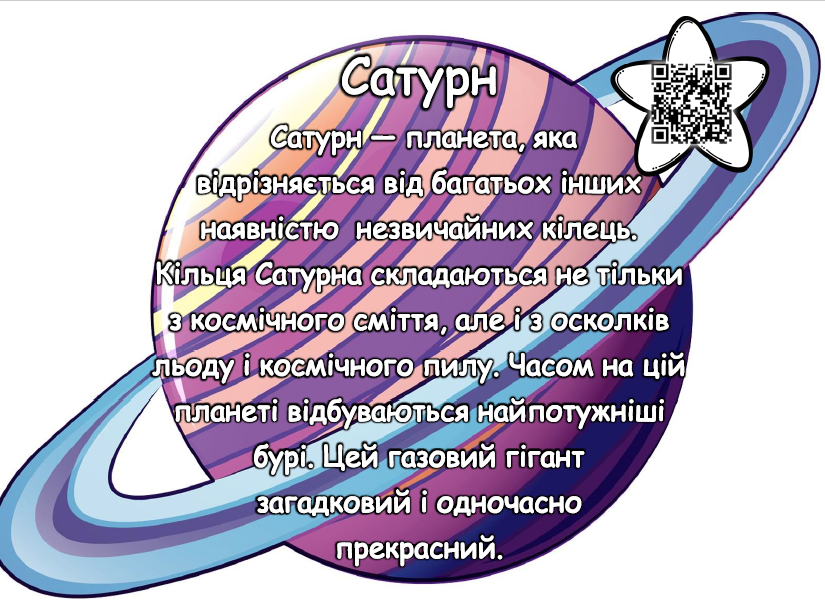 Сатурн
Сатурн — планета, яка
відрізняється від багатьох інших
наявністю незвичайних кілець.
Кільця Сатурна складаються не тільки
з космічного сміття, але і з осколків
льоду і космічного пилу. Часом на цій
планеті відбуваються найпотужніші
бурі. Цей газовий гігант
загадковий і одночасно
прекрасний.